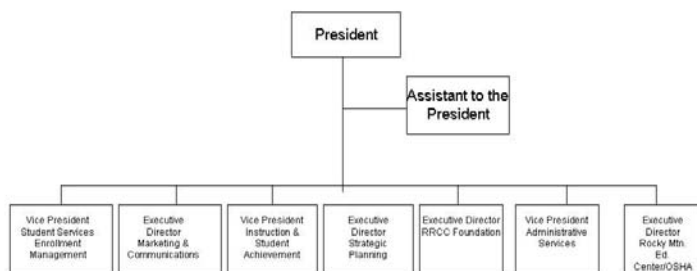 President
Assistant to the
President
Vice President
Student Services
Enrollment
Management
Executive
Director
Marketing &
Communications
Vice President
Instruction &
Student
Achievement
Executive
Director
Strategic
Planning
Executive Director
RRCC Foundation
Vice President
Administrative
Services
Executive
Director
Rocky Mtn.
Ed.
Center/OSHA